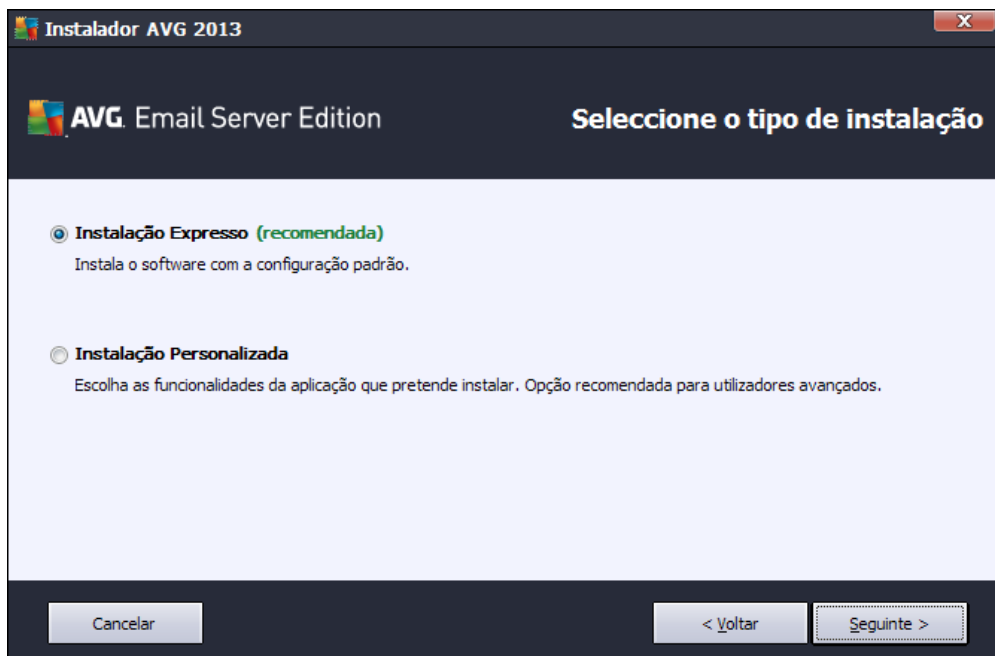 Instalador AVG 2013
AVG. Email Server Edition
Seleccione o tipo de instalação
Instalação Expresso (recomendada)
Instala o software com a configuração padrão.
Instalação Personalizada
Escolha as funcionalidades da aplicação que pretende instalar. Opção recomendada para utilizadores avançados.
Cancelar
< Voltar
Seguinte >